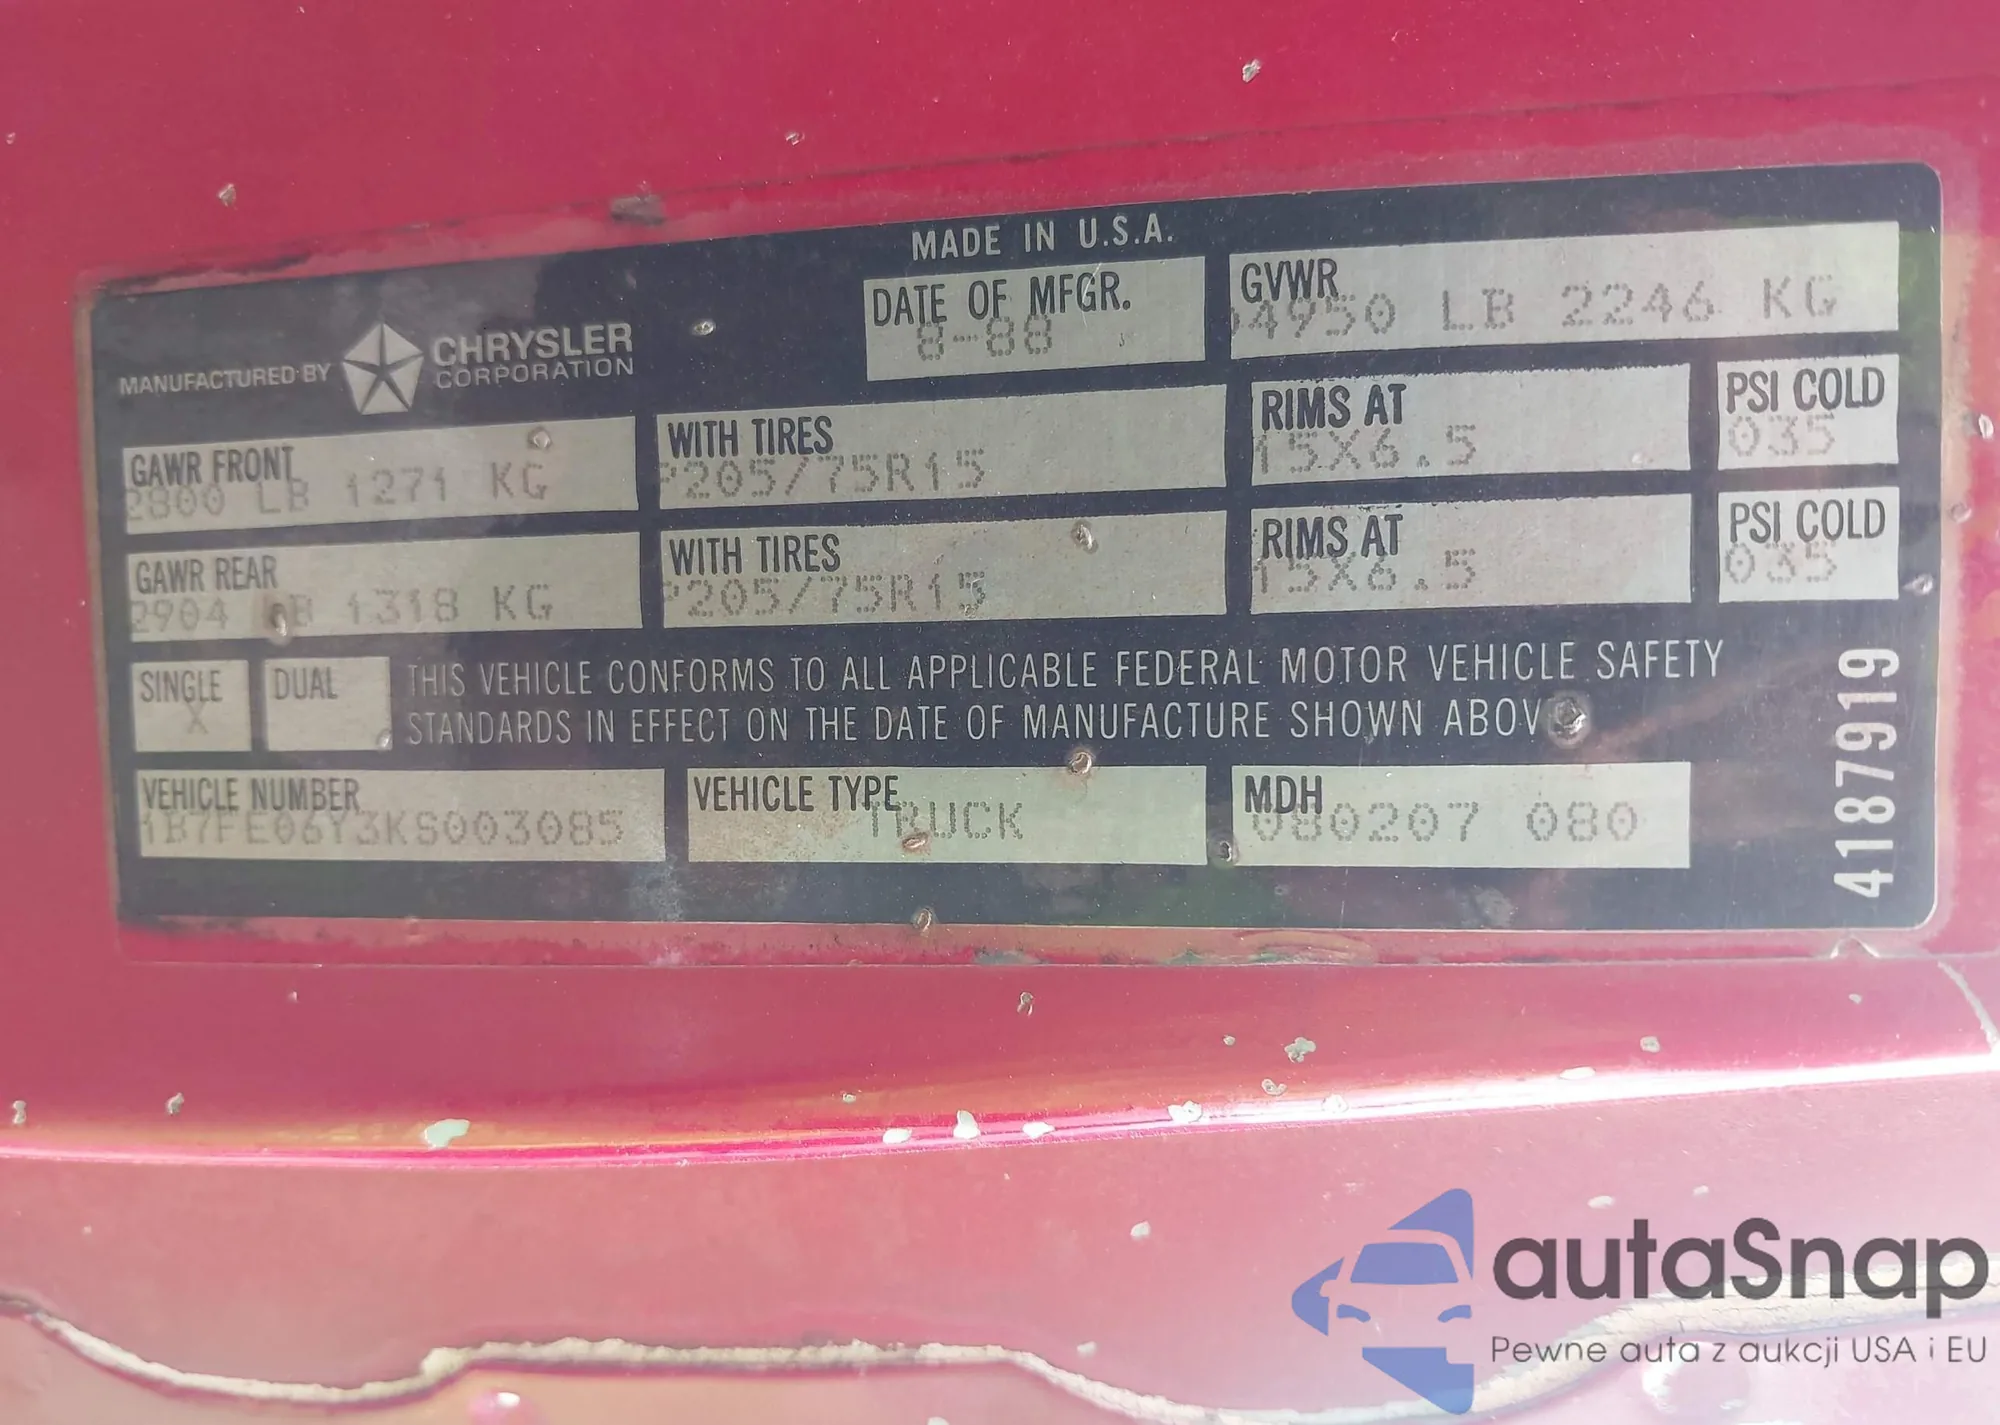 MADE IN U.S.A.
MANUFACTURED BY CHRYSLER CORPORATION
DATE OF MFGR.
8-88
GVWR
04950 LB 2246 KG
GAWR FRONT
2800 LB 1271 KG
WITH TIRES
P205/75R15
RIMS AT
15X6.5
PSI COLD
035
GAWR REAR
2904 LB 1318 KG
WITH TIRES
P205/75R15
RIMS AT
15X6.5
PSI COLD
035
SINGLE
X
DUAL
THIS VEHICLE CONFORMS TO ALL APPLICABLE FEDERAL MOTOR VEHICLE SAFETY
STANDARDS IN EFFECT ON THE DATE OF MANUFACTURE SHOWN ABOV
VEHICLE NUMBER
1B7FE06Y3KS003085
VEHICLE TYPE
TRUCK
MDH
080207 080
4187919
autaSnap
Pewne auta z aukcji USA i EU